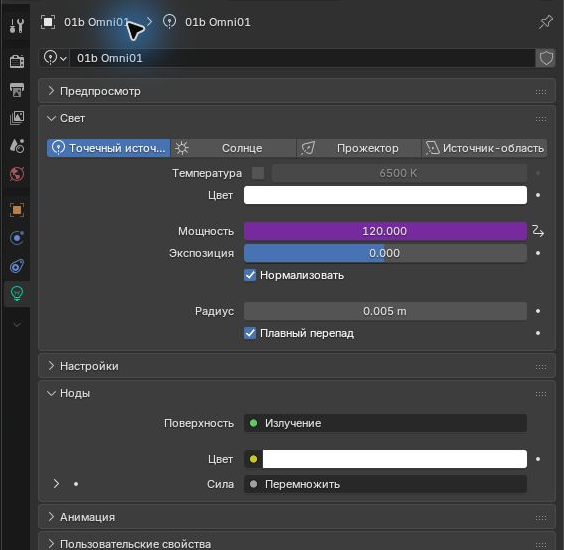 01b Omni01 01b Omni01
01b Omni01
Предпросмотр
Свет
Точечный источ... Солнце Прожектор Источник-область
Температура 6500 K
Цвет
Мощность 120.000
Экспозиция 0.000
Нормализовать
Радиус 0.005 m
Плавный перепад
Настройки
Ноды
Поверхность Излучение
Цвет
Сила Перемножить
Анимация
Пользовательские свойства